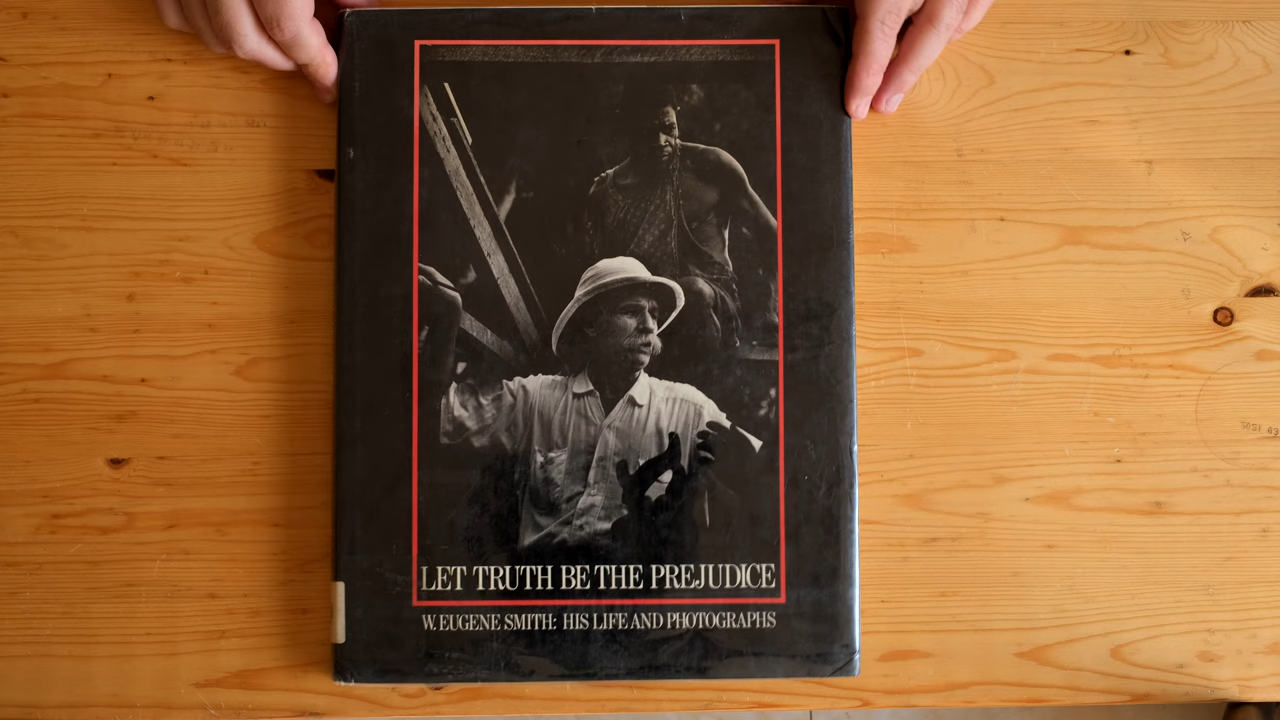 LET TRUTH BE THE PREJUDICE
W. EUGENE SMITH: HIS LIFE AND PHOTOGRAPHS